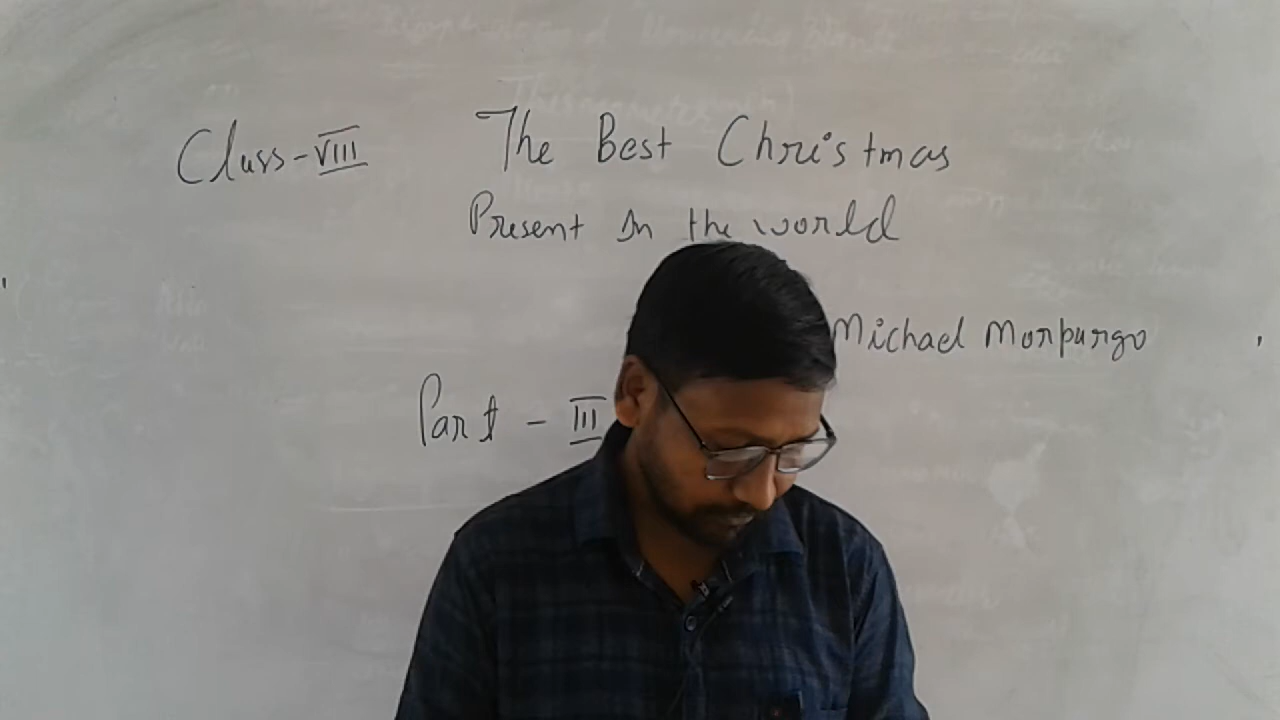 Class-VIII
The Best Christmas
Present In the world
Michael Morpurgo
Part - III